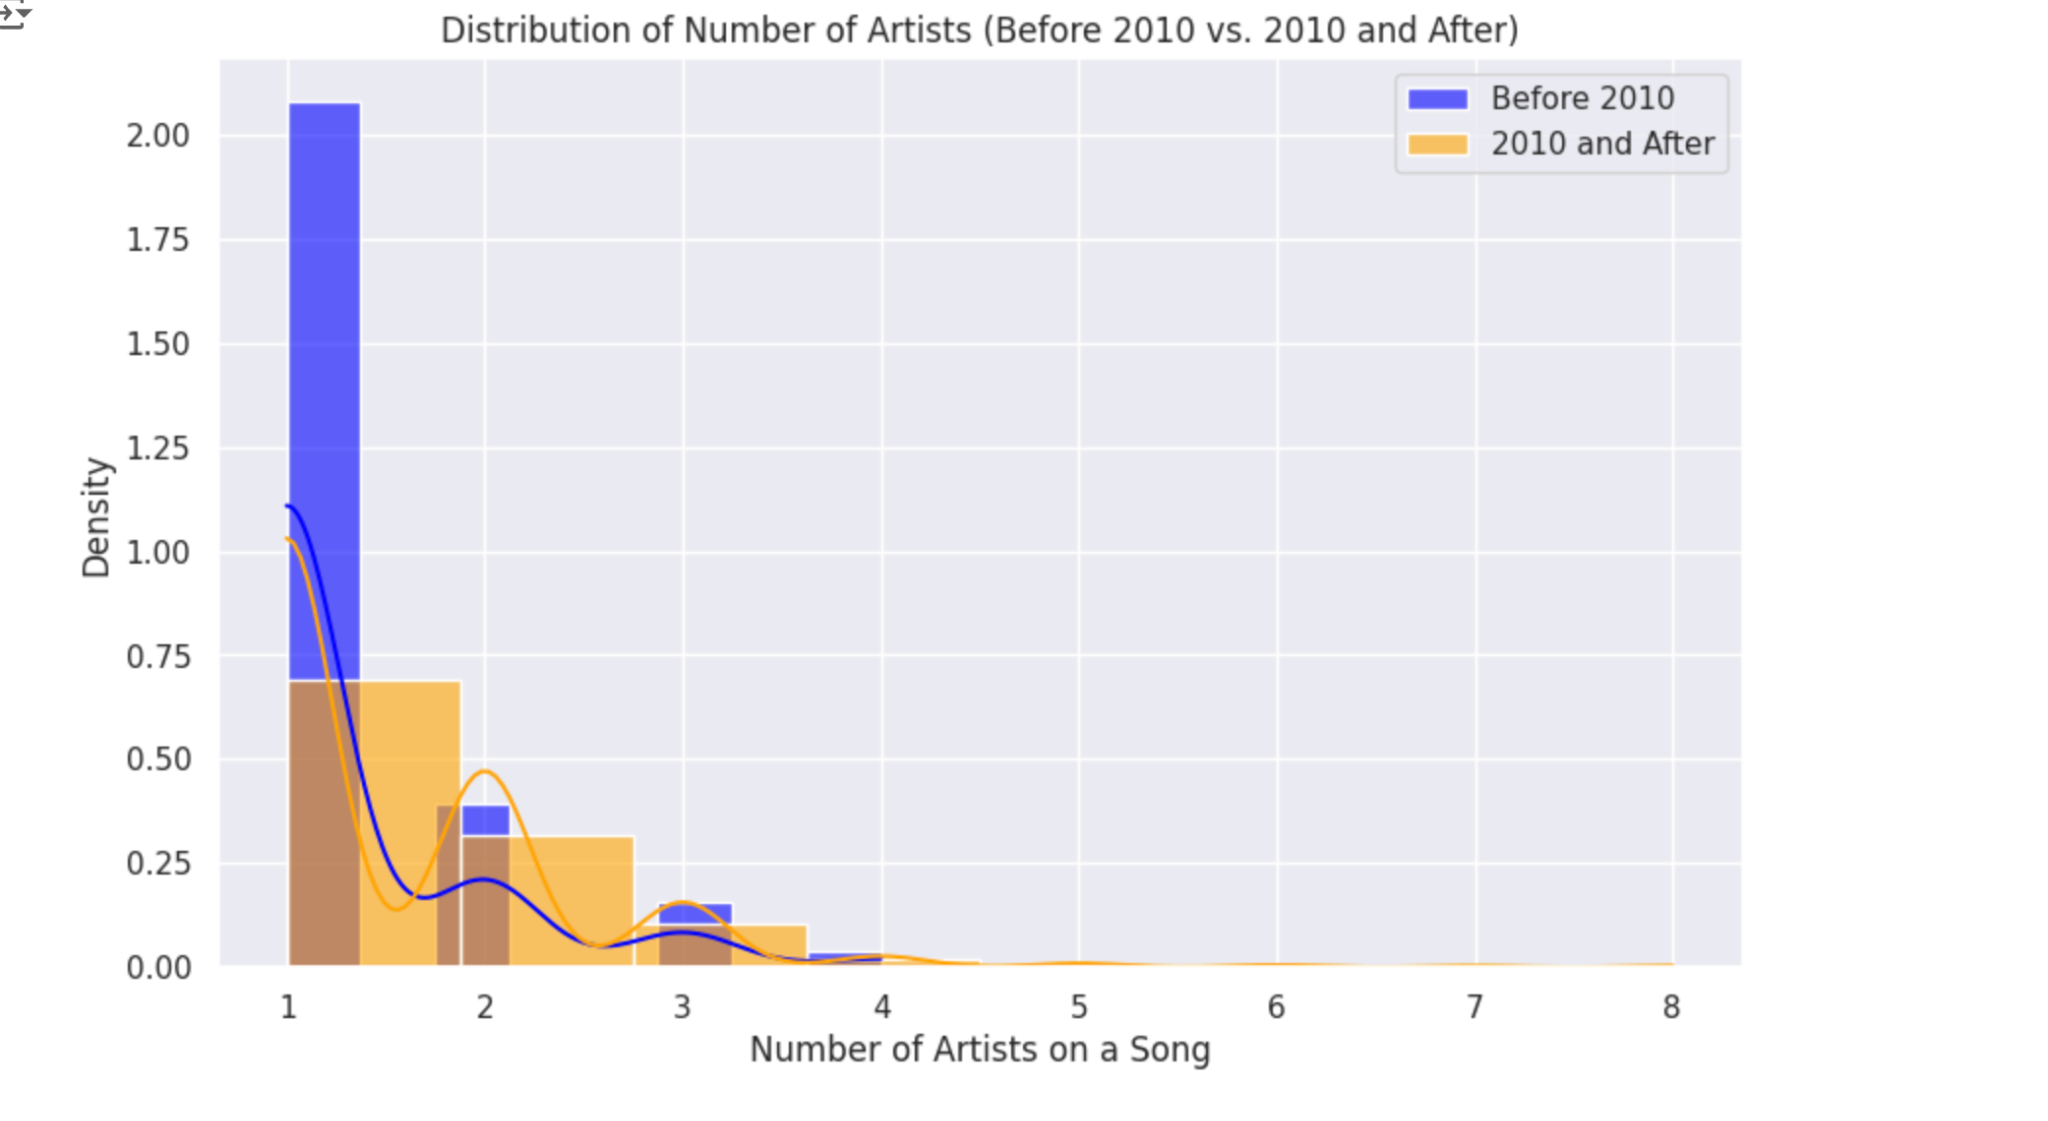 Distribution of Number of Artists (Before 2010 vs. 2010 and After)
Before 2010
2010 and After
2.00
1.75
1.50
1.25
1.00
0.75
0.50
0.25
0.00
Density
1 2 3 4 5 6 7 8
Number of Artists on a Song